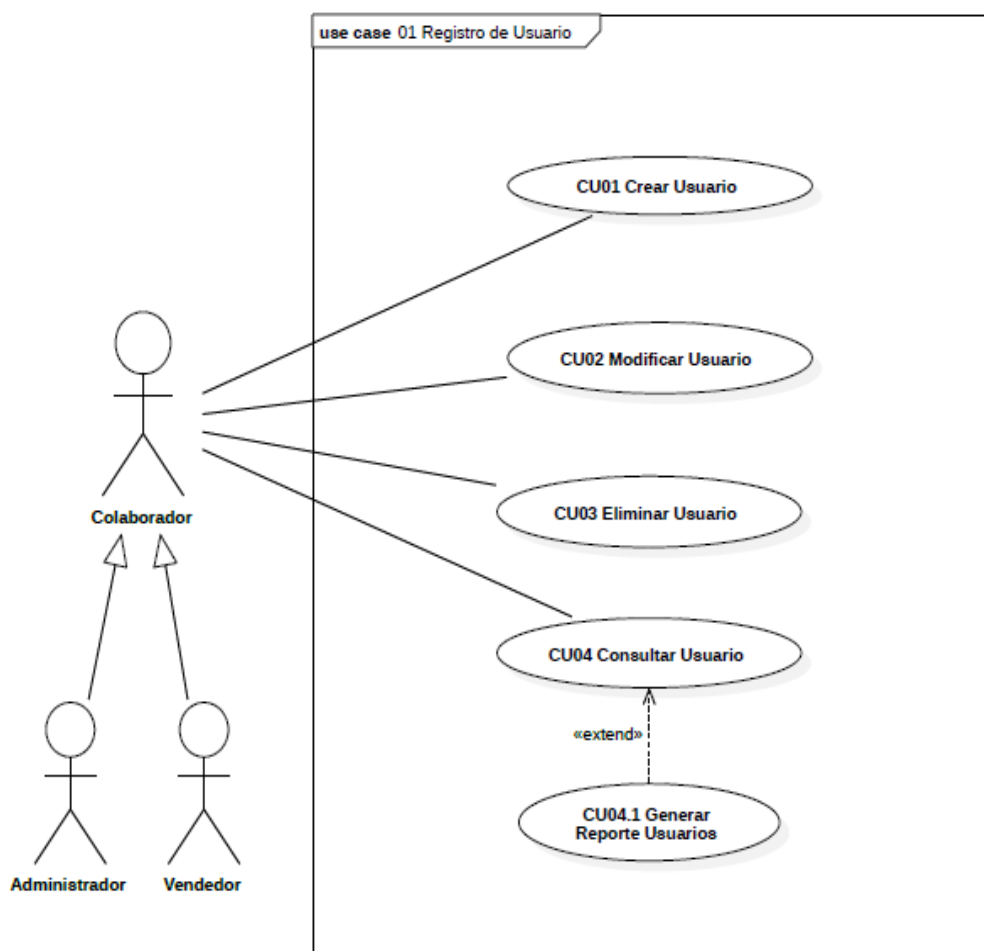 use case 01 Registro de Usuario
CU01 Crear Usuario
CU02 Modificar Usuario
Colaborador
CU03 Eliminar Usuario
CU04 Consultar Usuario
«extend»
CU04.1 Generar
Reporte Usuarios
Administrador
Vendedor